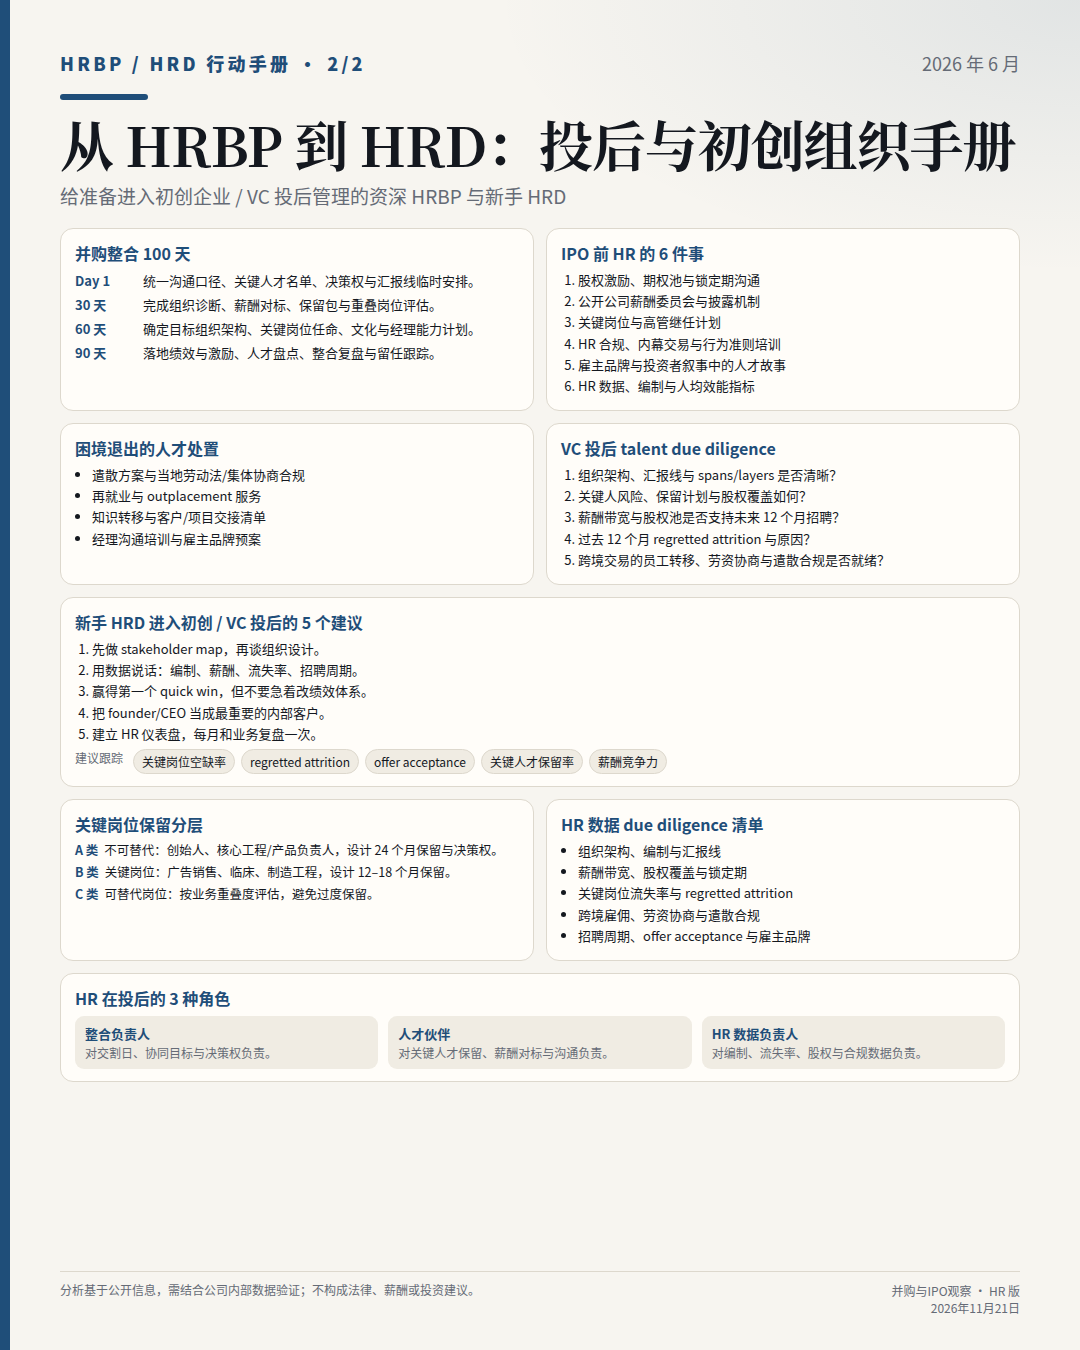 HRBP / HRD 行动手册 · 2/2
2026 年 6 月
从 HRBP 到 HRD：投后与初创组织手册
给准备进入初创企业 / VC 投后管理的资深 HRBP 与新手 HRD
并购整合 100 天
Day 1 统一沟通口径、关键人才名单、决策权与汇报线临时安排。
30 天 完成组织诊断、薪酬对标、保留包与重叠岗位评估。
60 天 确定目标组织架构、关键岗位任命、文化与经理能力计划。
90 天 落地绩效与激励、人才盘点、整合复盘与留任跟踪。
IPO 前 HR 的 6 件事
1. 股权激励、期权池与锁定期沟通
2. 公开公司薪酬委员会与披露机制
3. 关键岗位与高管继任计划
4. HR 合规、内幕交易与行为准则培训
5. 雇主品牌与投资者叙事中的人才故事
6. HR 数据、编制与人均效能指标
困境退出的人才处置
• 遣散方案与当地劳动法/集体协商合规
• 再就业与 outplacement 服务
• 知识转移与客户/项目交接清单
• 经理沟通培训与雇主品牌预案
VC 投后 talent due diligence
1. 组织架构、汇报线与 spans/layers 是否清晰？
2. 关键人风险、保留计划与股权覆盖如何？
3. 薪酬带宽与股权池是否支持未来 12 个月招聘？
4. 过去 12 个月 regretted attrition 与原因？
5. 跨境交易的员工转移、劳资协商与遣散合规是否就绪？
新手 HRD 进入初创 / VC 投后的 5 个建议
1. 先做 stakeholder map，再谈组织设计。
2. 用数据说话：编制、薪酬、流失率、招聘周期。
3. 赢得第一个 quick win，但不要急着改绩效体系。
4. 把 founder/CEO 当成最重要的内部客户。
5. 建立 HR 仪表盘，每月和业务复盘一次。
建议跟踪 关键岗位空缺率 regretted attrition offer acceptance 关键人才保留率 薪酬竞争力
关键岗位保留分层
A 类 不可替代：创始人、核心工程/产品负责人，设计 24 个月保留与决策权。
B 类 关键岗位：广告销售、临床、制造工程，设计 12–18 个月保留。
C 类 可替代岗位：按业务重叠度评估，避免过度保留。
HR 数据 due diligence 清单
• 组织架构、编制与汇报线
• 薪酬带宽、股权覆盖与锁定期
• 关键岗位流失率与 regretted attrition
• 跨境雇佣、劳资协商与遣散合规
• 招聘周期、offer acceptance 与雇主品牌
HR 在投后的 3 种角色
整合负责人
对交割日、协同目标与决策权负责。
人才伙伴
对关键人才保留、薪酬对标与沟通负责。
HR 数据负责人
对编制、流失率、股权与合规数据负责。
分析基于公开信息，需结合公司内部数据验证；不构成法律、薪酬或投资建议。
并购与IPO观察 · HR 版
2026年11月21日